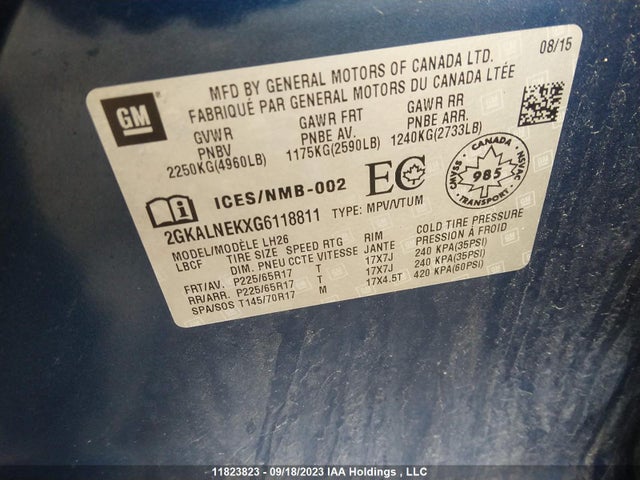 08/15
MFD BY GENERAL MOTORS OF CANADA LTD.
FABRIQUÉ PAR GENERAL MOTORS DU CANADA LTÉE
GM
GVWR GAWR FRT GAWR RR
PNBV PNBE AV. PNBE ARR.
2250KG(4960LB) 1175KG(2590LB) 1240KG(2733LB)
ICES/NMB-002 EC
CANADA
CMVSS NSVAC
985
TRANSPORT
2GKALNEKXG6118811 TYPE: MPV/VTUM
MODEL/MODÈLE LH26 COLD TIRE PRESSURE
LBCF TIRE SIZE SPEED RTG RIM PRESSION À FROID
DIM. PNEU CCTE VITESSE JANTE
FRT/AV. P225/65R17 T 17X7J 240 KPA(35PSI)
RR/ARR. P225/65R17 T 17X7J 240 KPA(35PSI)
SPA/SOS T145/70R17 M 17X4.5T 420 KPA(60PSI)
11823823 - 09/18/2023 IAA Holdings , LLC